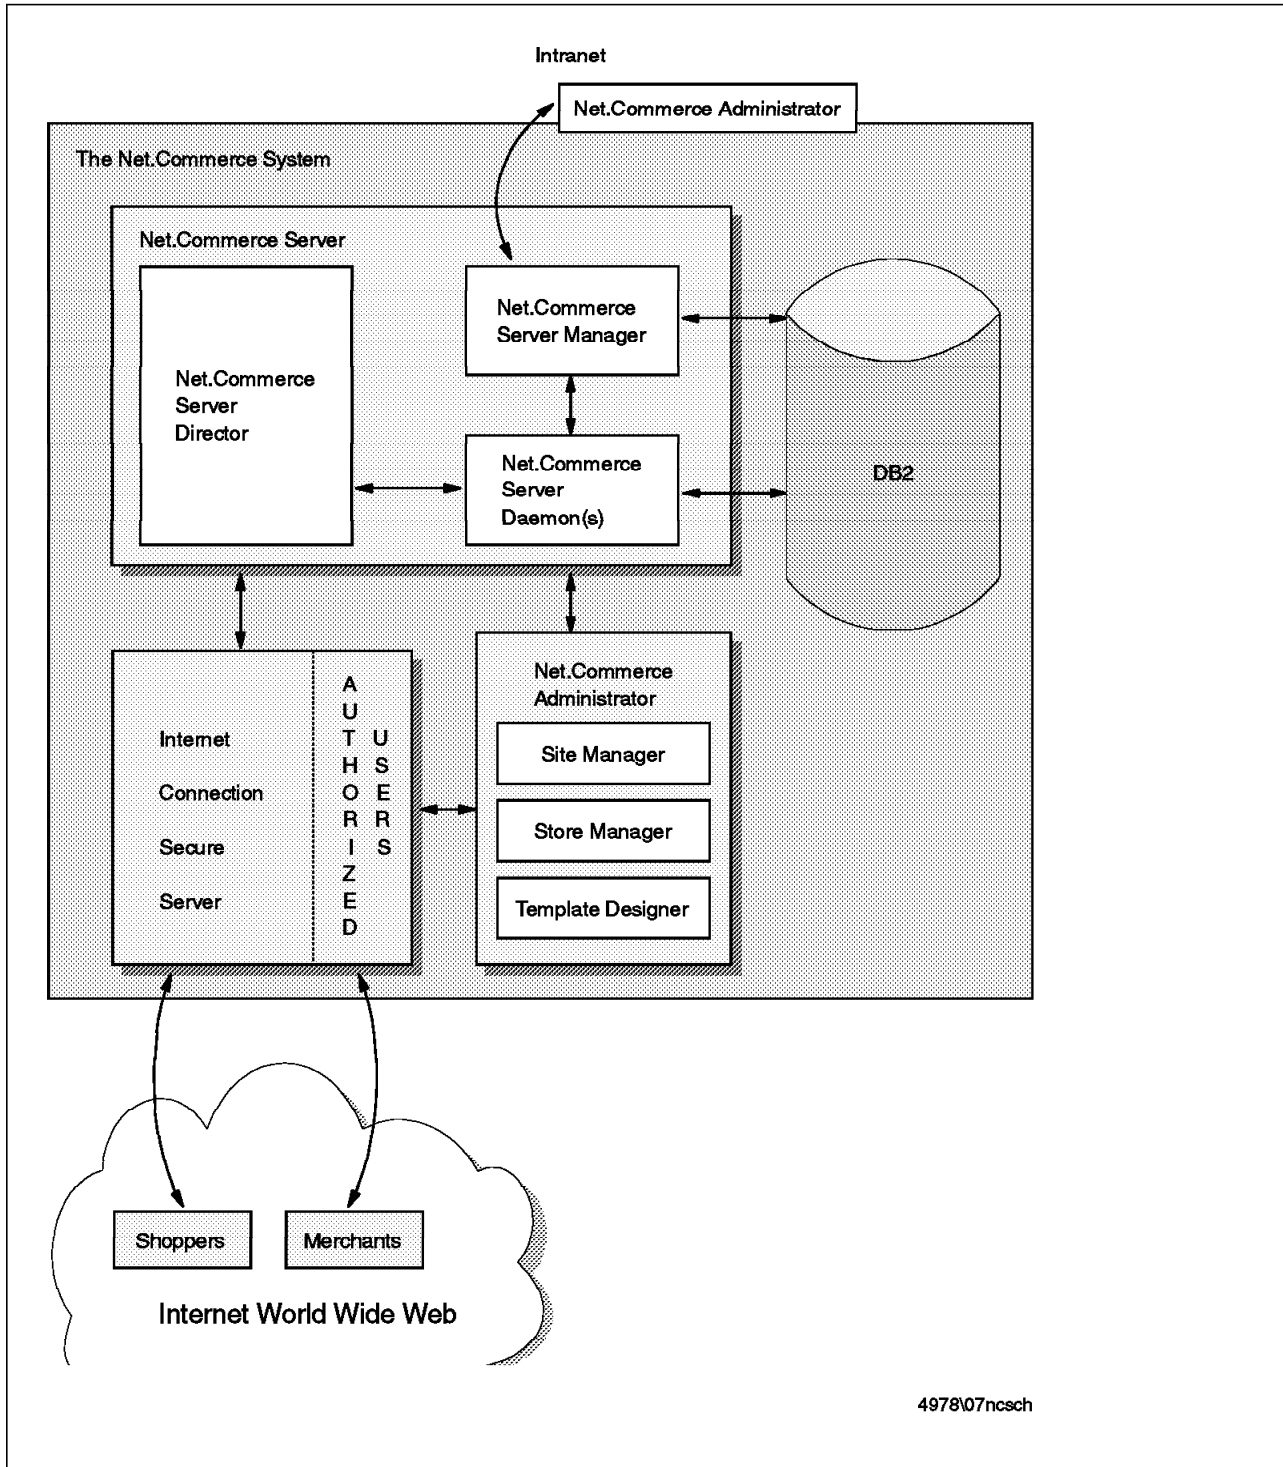 Intranet
Net.Commerce Administrator
The Net.Commerce System
Net.Commerce Server
Net.Commerce
Server Manager
Net.Commerce
Server
Director
Net.Commerce
Server
Daemon(s)
DB2
Internet
Connection
Secure
Server
AUTHORIZED
USERS
Net.Commerce
Administrator
Site Manager
Store Manager
Template Designer
Shoppers
Merchants
Internet World Wide Web
4978\07ncsch